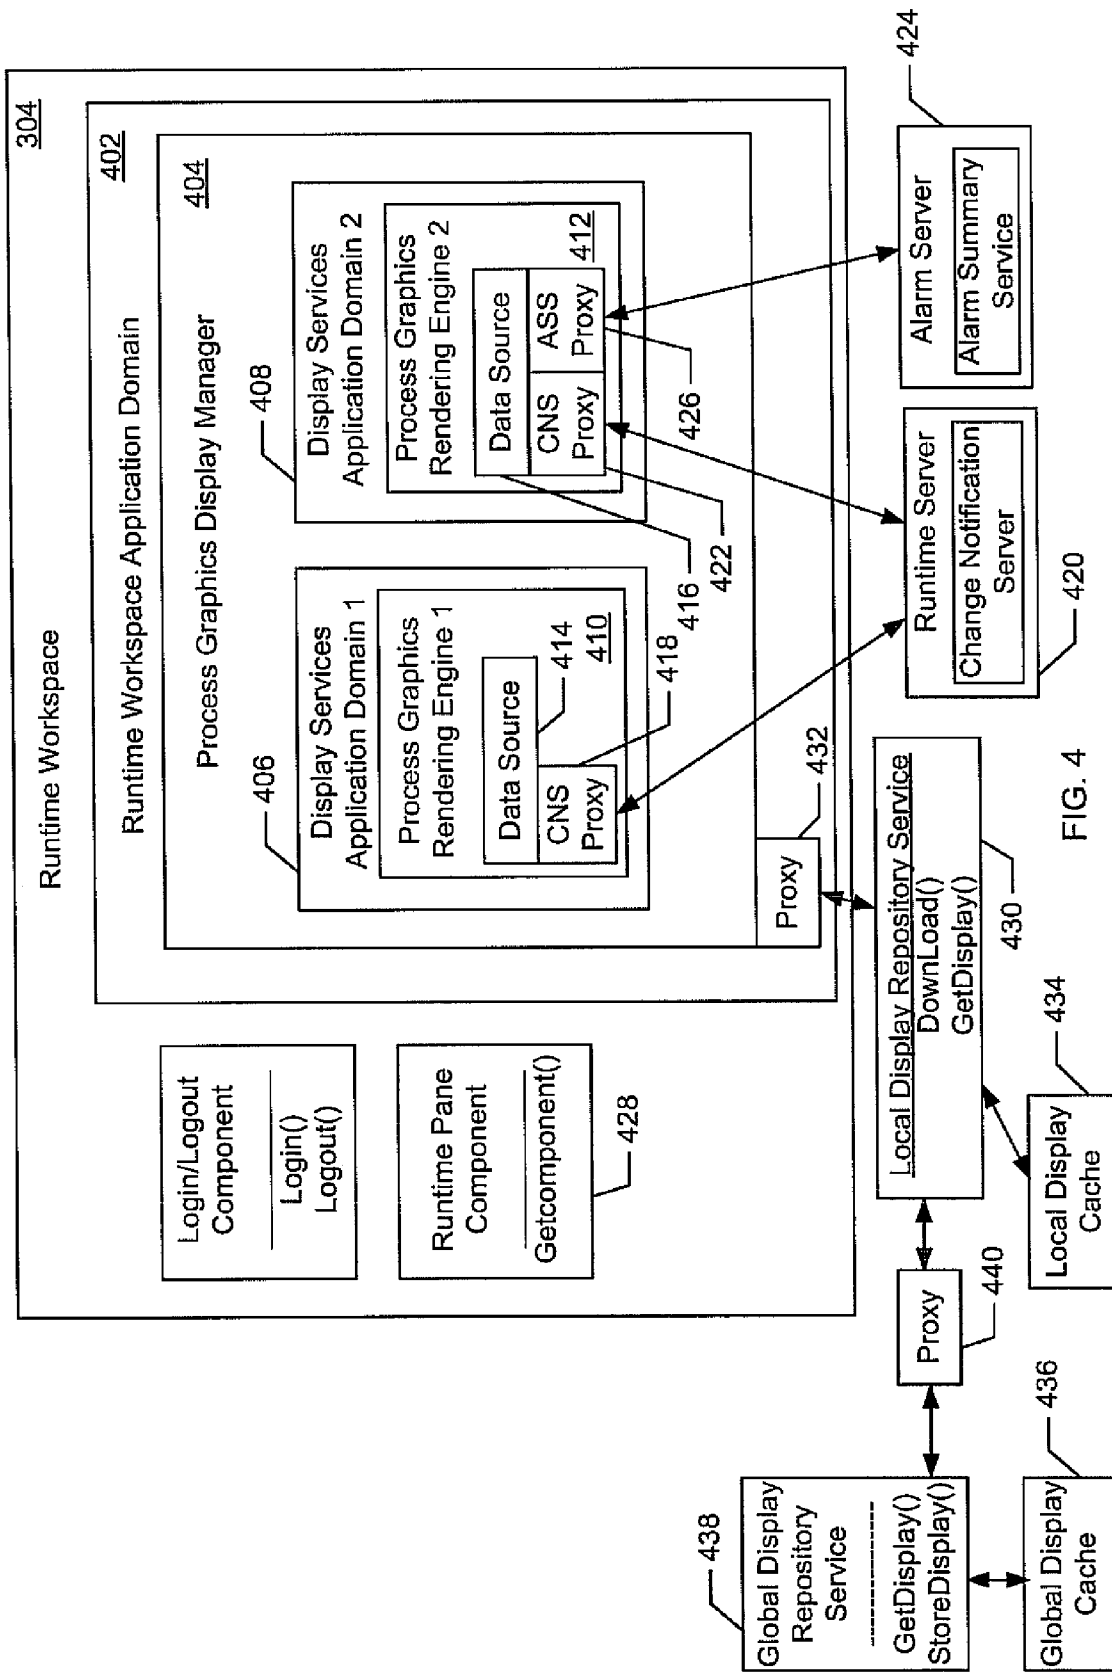 Runtime Workspace
304
Runtime Workspace Application Domain
402
Process Graphics Display Manager
404
Login/Logout
Component
Login()
Logout()
Runtime Pane
Component
Getcomponent()
428
406
Display Services
Application Domain 1
Process Graphics
Rendering Engine 1
410
Data Source
414
CNS
Proxy
418
408
Display Services
Application Domain 2
Process Graphics
Rendering Engine 2
412
Data Source
CNS
Proxy
ASS
Proxy
416
422
426
Proxy
432
438
Global Display
Repository
Service
GetDisplay()
StoreDisplay()
Global Display
Cache
436
Proxy
440
Local Display Repository Service
DownLoad()
GetDisplay()
430
Local Display
Cache
434
Runtime Server
Change Notification
Server
420
Alarm Server
Alarm Summary
Service
424
FIG. 4